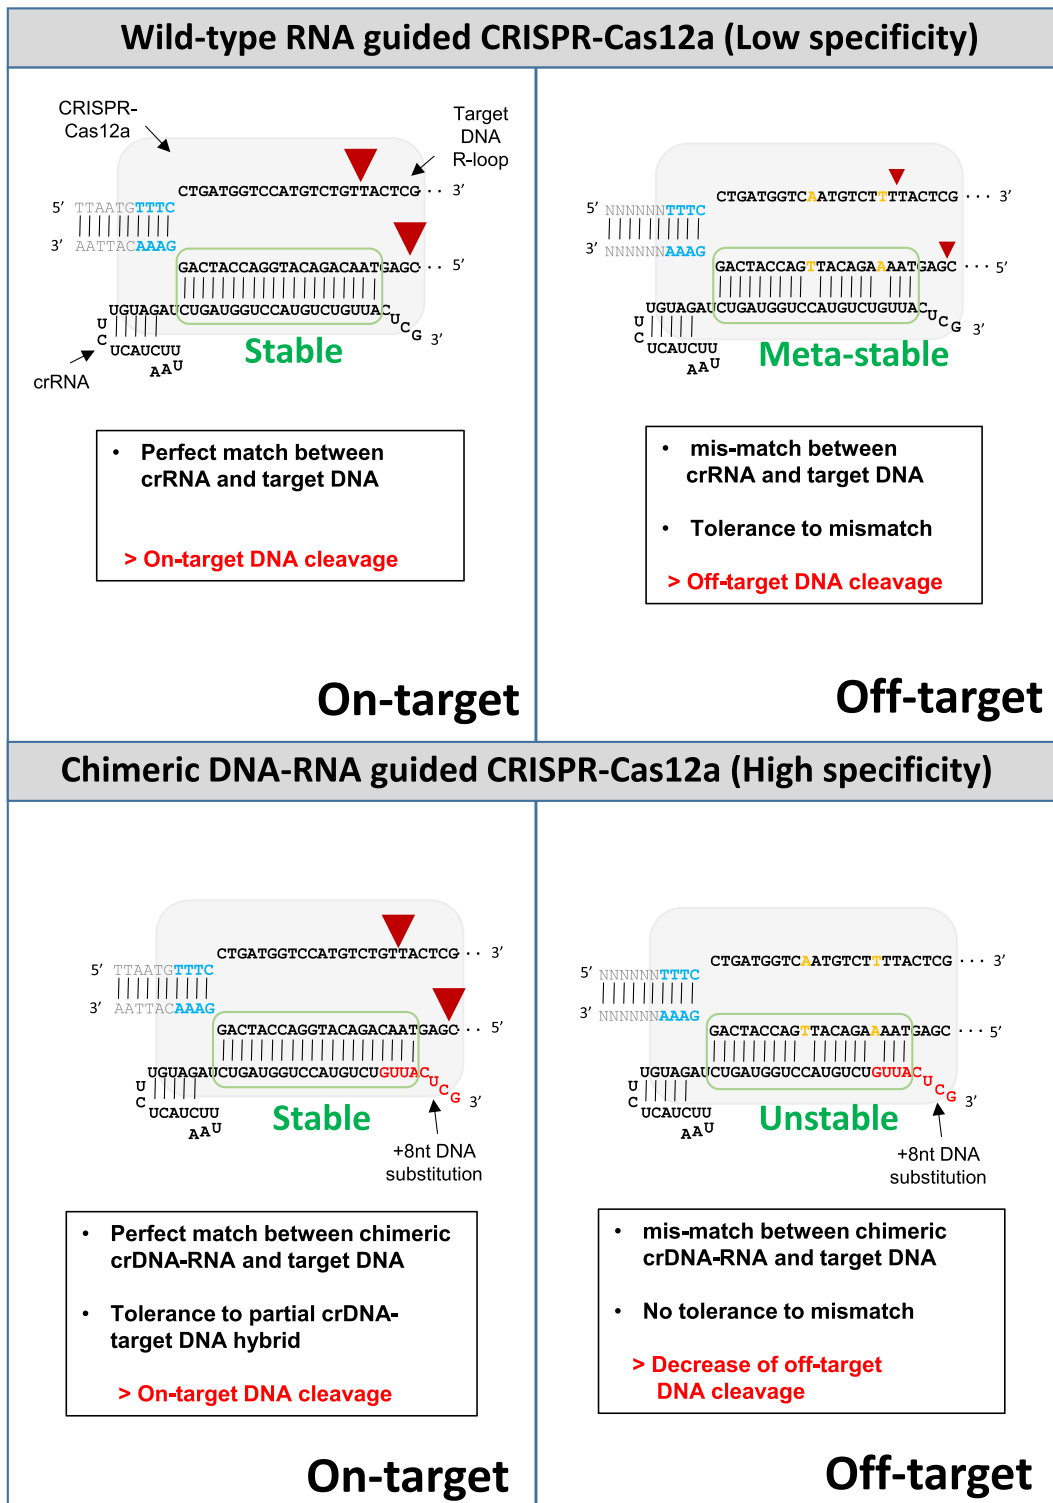 Wild-type RNA guided CRISPR-Cas12a (Low specificity)
CRISPR-
Cas12a
Target
DNA
R-loop
CTGATGGTCCATGTCTGTTACTCG·· 3′
5′ TTAATGTTTC
3′ AATTACAAAG
GACTACCAGGTACAGACAATGAGC·· 5′
UGUAGAUCUGAUGGUCCAUGUCUGUUACUCG 3′
U
C
UCAUCUU
AAU
crRNA
Stable
• Perfect match between
crRNA and target DNA
> On-target DNA cleavage
On-target
CTGATGGTCAATGTCTTTTACTCG ··· 3′
5′ NNNNNNTTTC
3′ NNNNNNAAAG
GACTACCAGTTACAGAAAATGAGC ··· 5′
UGUAGAUCUGAUGGUCCAUGUCUGUUACUCG 3′
U
C
UCAUCUU
AAU
Meta-stable
• mis-match between
crRNA and target DNA
• Tolerance to mismatch
> Off-target DNA cleavage
Off-target
Chimeric DNA-RNA guided CRISPR-Cas12a (High specificity)
CTGATGGTCCATGTCTGTTACTCG·· 3′
5′ TTAATGTTTC
3′ AATTACAAAG
GACTACCAGGTACAGACAATGAGC·· 5′
UGUAGAUCUGAUGGUCCAUGUCUGUUACUCG 3′
U
C
UCAUCUU
AAU
Stable
+8nt DNA
substitution
• Perfect match between chimeric
crDNA-RNA and target DNA
• Tolerance to partial crDNA-
target DNA hybrid
> On-target DNA cleavage
On-target
CTGATGGTCAATGTCTTTTACTCG ··· 3′
5′ NNNNNNTTTC
3′ NNNNNNAAAG
GACTACCAGTTACAGAAAATGAGC ··· 5′
UGUAGAUCUGAUGGUCCAUGUCUGUUACUCG 3′
U
C
UCAUCUU
AAU
Unstable
+8nt DNA
substitution
• mis-match between chimeric
crDNA-RNA and target DNA
• No tolerance to mismatch
> Decrease of off-target
DNA cleavage
Off-target